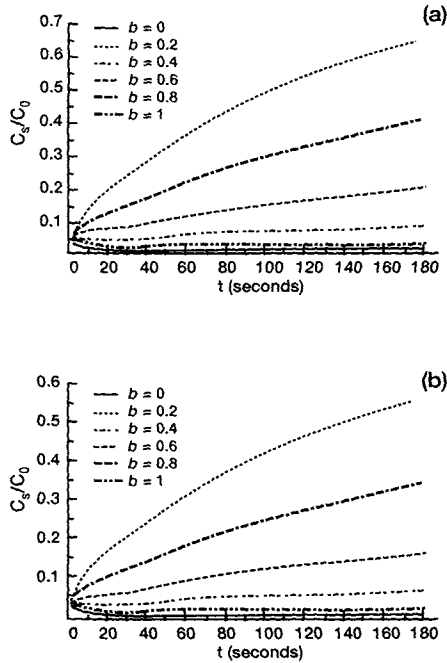 (a)
0.7
0.6
0.5
0.4
0.3
0.2
0.1
Cs/C0
b = 0
b = 0.2
b = 0.4
b = 0.6
b = 0.8
b = 1
0 20 40 60 80 100 120 140 160 180
t (seconds)
(b)
0.6
0.5
0.4
0.3
0.2
0.1
Cs/C0
b = 0
b = 0.2
b = 0.4
b = 0.6
b = 0.8
b = 1
0 20 40 60 80 100 120 140 160 180
t (seconds)